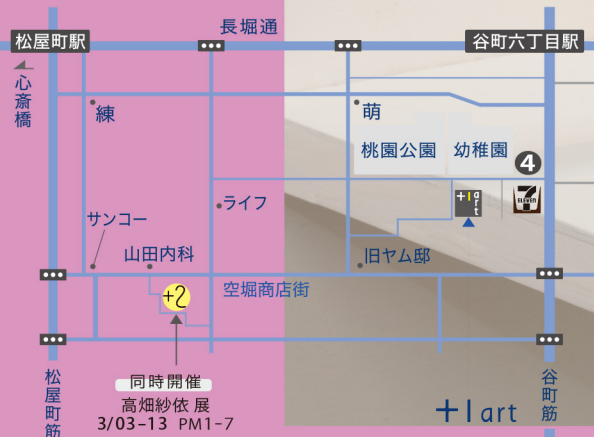 長堀通
松屋町駅
谷町六丁目駅
心斎橋
練
萌
桃園公園
幼稚園
4
+1art
7
ELEVEN
ライフ
サンコー
山田内科
旧ヤム邸
+2
空堀商店街
同時開催
高畑紗依 展
3/03-13 PM1-7
松屋町筋
谷町筋
+1 art